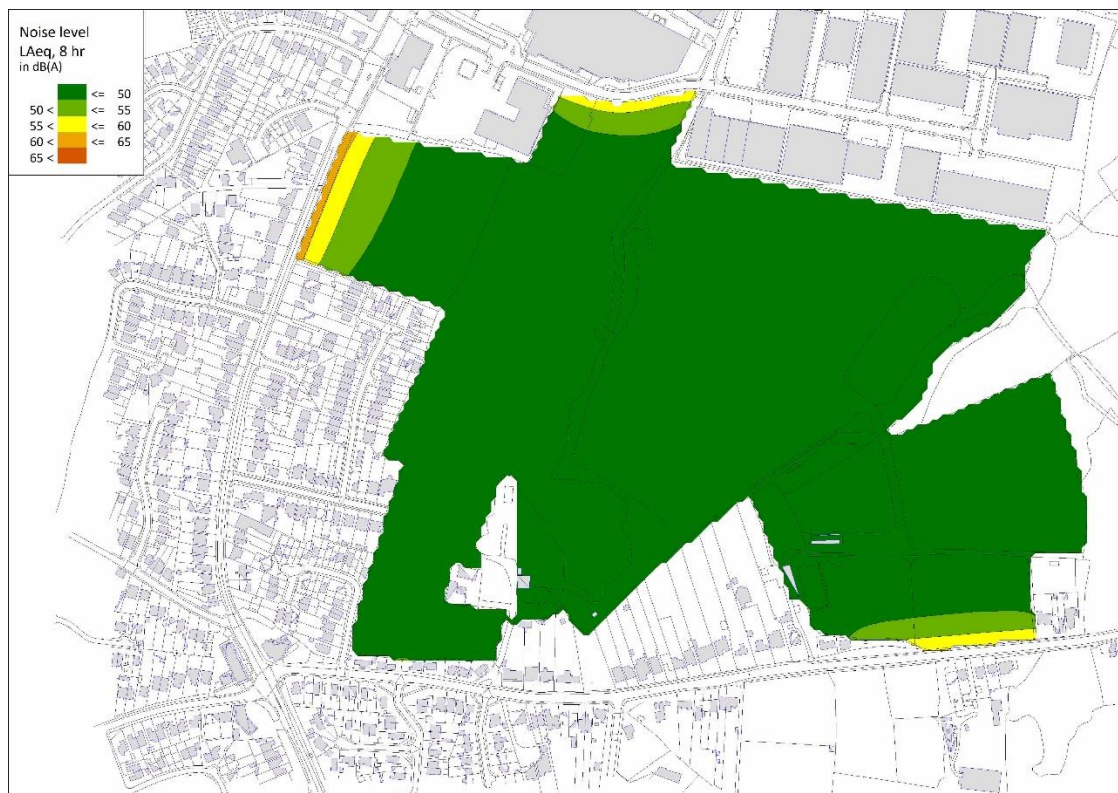 Noise level
LAeq, 8 hr
in dB(A)
<= 50
50 < <= 55
55 < <= 60
60 < <= 65
65 <